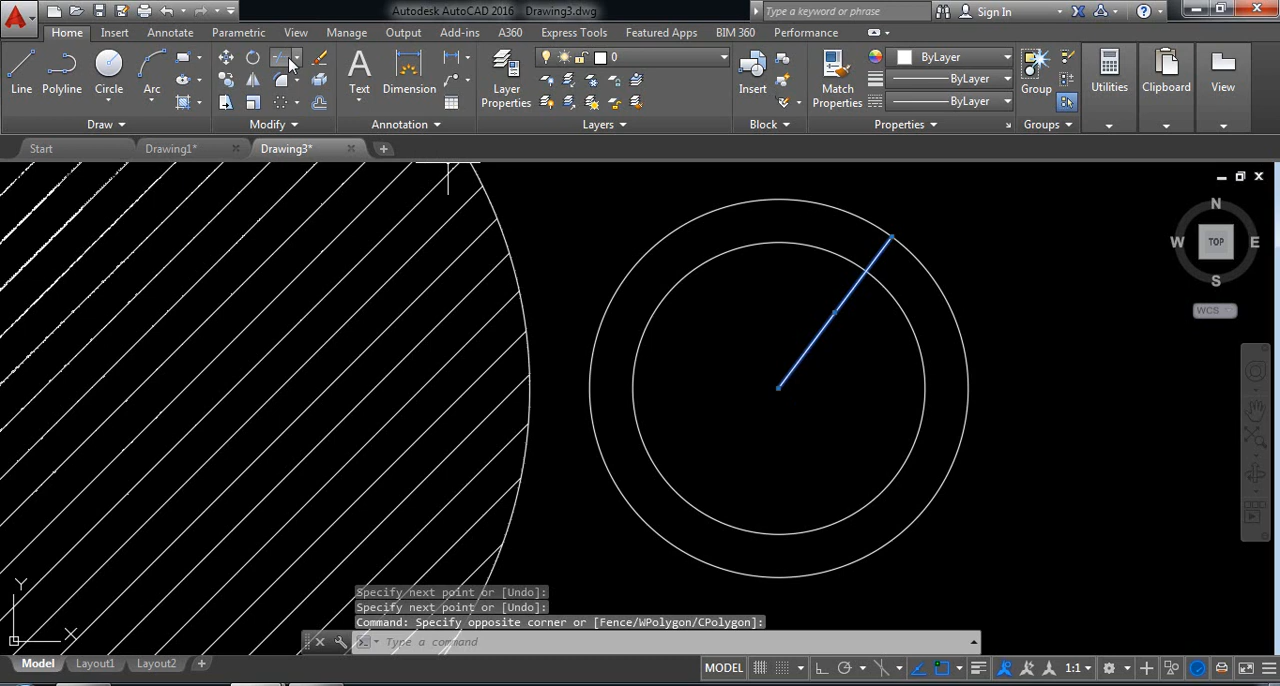 Autodesk AutoCAD 2016 Drawing3.dwg
Type a keyword or phrase
Sign In
Home Insert Annotate Parametric View Manage Output Add-ins A360 Express Tools Featured Apps BIM 360 Performance
Line Polyline Circle Arc
Draw
Modify
Text Dimension
Annotation
Layer Properties
0
Layers
Insert
Block
Match Properties
ByLayer
ByLayer
ByLayer
Properties
Group
Groups
Utilities
Clipboard
View
Start Drawing1* Drawing3*
N
W TOP E
S
WCS
Y
X
Specify next point or [Undo]:
Specify next point or [Undo]:
Command: Specify opposite corner or [Fence/WPolygon/CPolygon]:
Type a command
Model Layout1 Layout2 +
MODEL 1:1